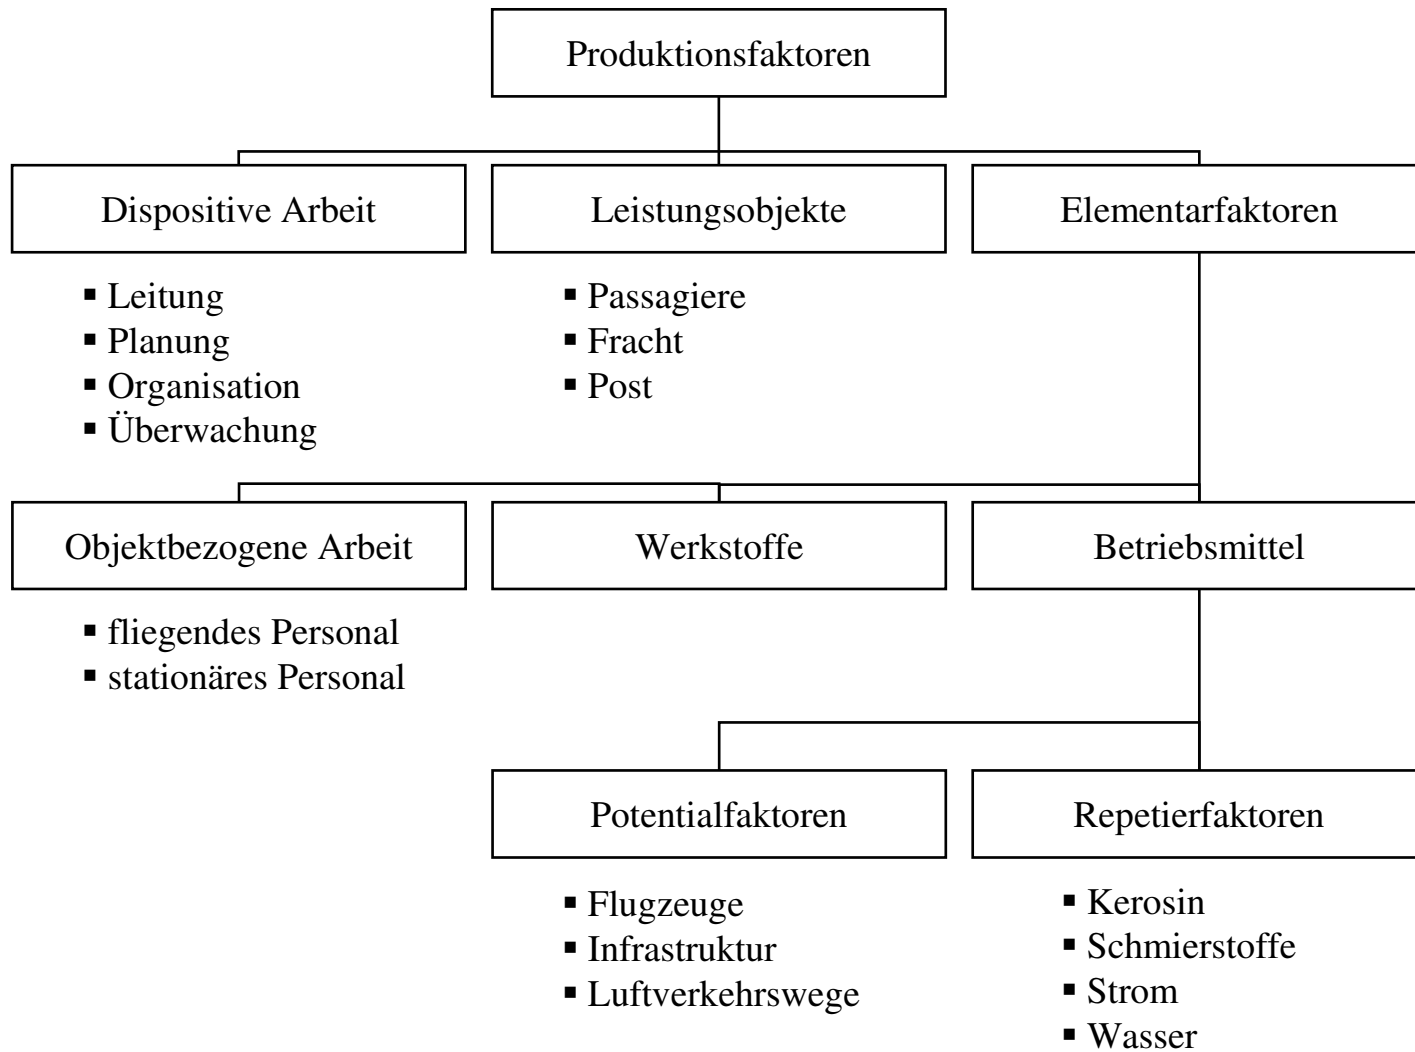 Produktionsfaktoren
Dispositive Arbeit
Leistungsobjekte
Elementarfaktoren
▪ Leitung
▪ Planung
▪ Organisation
▪ Überwachung
▪ Passagiere
▪ Fracht
▪ Post
Objektbezogene Arbeit
Werkstoffe
Betriebsmittel
▪ fliegendes Personal
▪ stationäres Personal
Potentialfaktoren
Repetierfaktoren
▪ Flugzeuge
▪ Infrastruktur
▪ Luftverkehrswege
▪ Kerosin
▪ Schmierstoffe
▪ Strom
▪ Wasser